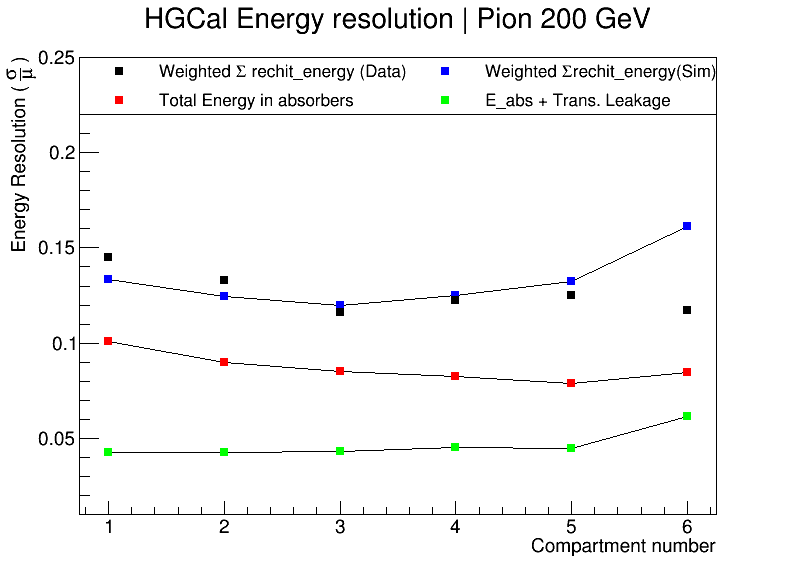 HGCal Energy resolution | Pion 200 GeV
Energy Resolution ( σ/μ )
0.25
0.2
0.15
0.1
0.05
Weighted Σ rechit_energy (Data)
Weighted Σrechit_energy(Sim)
Total Energy in absorbers
E_abs + Trans. Leakage
1 2 3 4 5 6
Compartment number